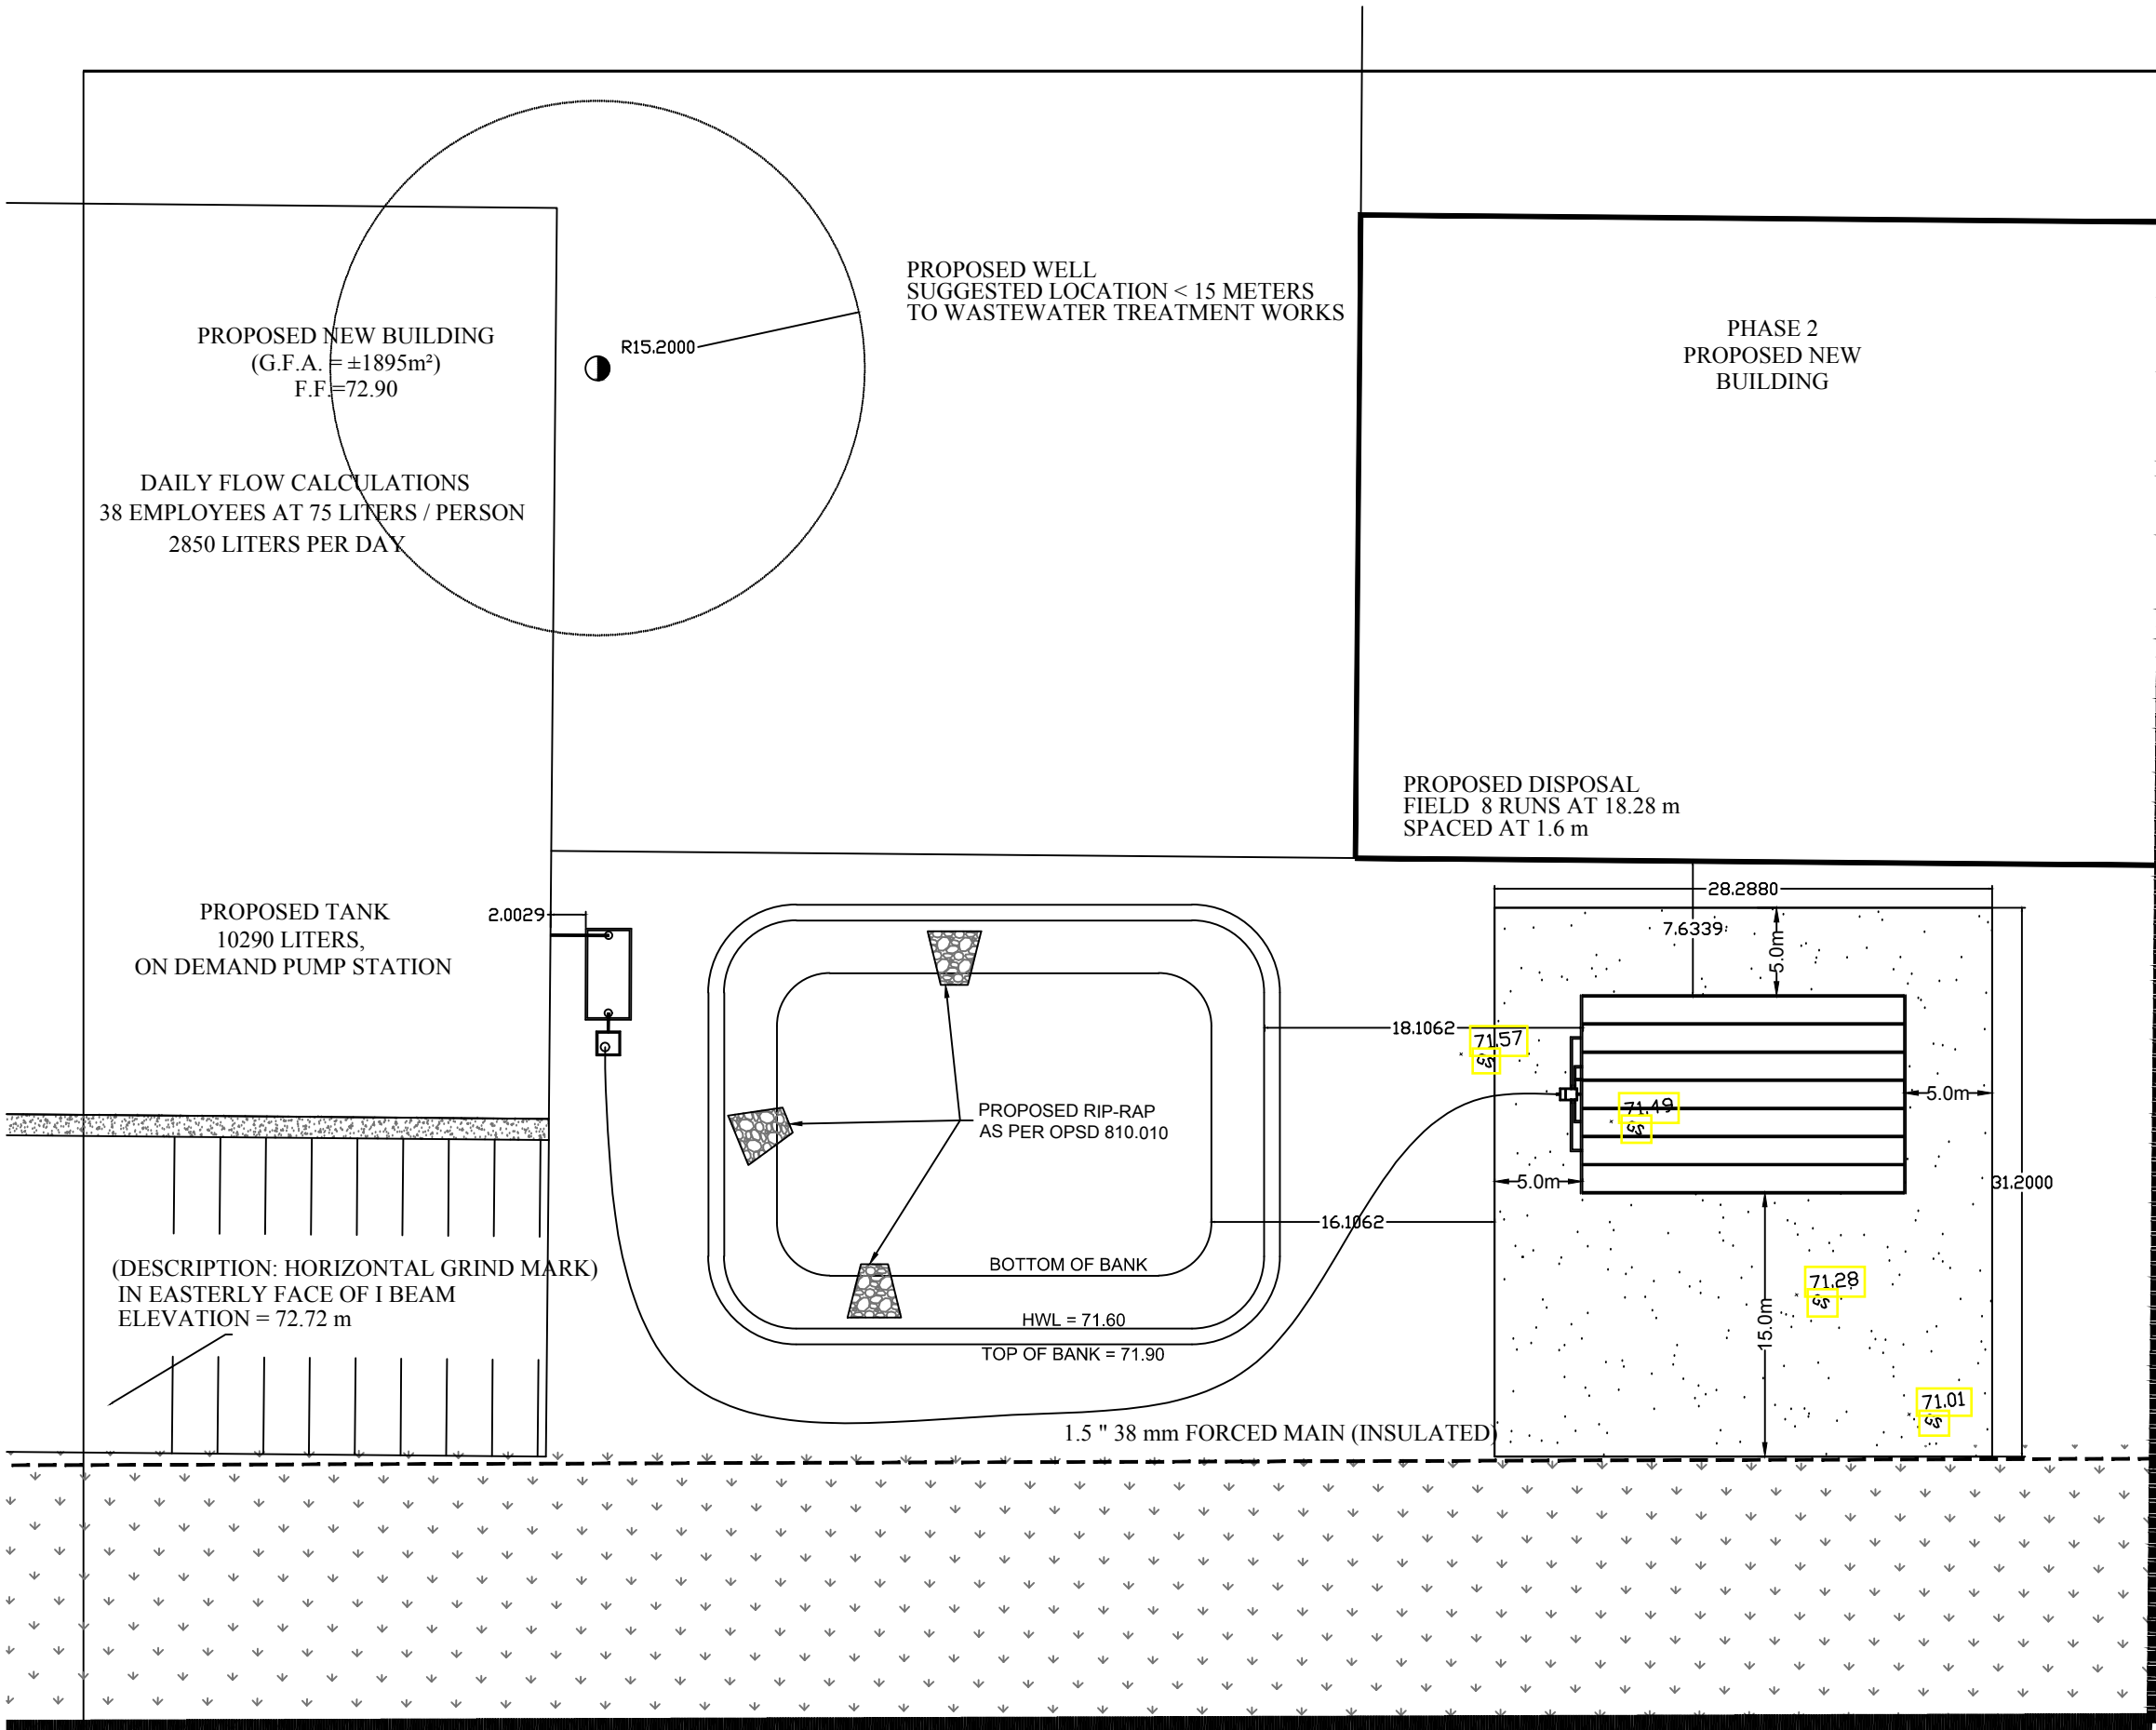 PROPOSED WELL
SUGGESTED LOCATION < 15 METERS
TO WASTEWATER TREATMENT WORKS
R15.2000
PROPOSED NEW BUILDING
(G.F.A. = ±1895m²)
F.F.=72.90
PHASE 2
PROPOSED NEW
BUILDING
DAILY FLOW CALCULATIONS
38 EMPLOYEES AT 75 LITERS / PERSON
2850 LITERS PER DAY
PROPOSED DISPOSAL
FIELD 8 RUNS AT 18.28 m
SPACED AT 1.6 m
PROPOSED TANK
10290 LITERS,
ON DEMAND PUMP STATION
2.0029
28.2880
7.6339
5.0m
18.1062
71.57
GS
5.0m
71.49
GS
PROPOSED RIP-RAP
AS PER OPSD 810.010
5.0m
31.2000
16.1062
BOTTOM OF BANK
HWL = 71.60
TOP OF BANK = 71.90
71.28
GS
15.0m
71.01
GS
(DESCRIPTION: HORIZONTAL GRIND MARK)
IN EASTERLY FACE OF I BEAM
ELEVATION = 72.72 m
1.5 " 38 mm FORCED MAIN (INSULATED)